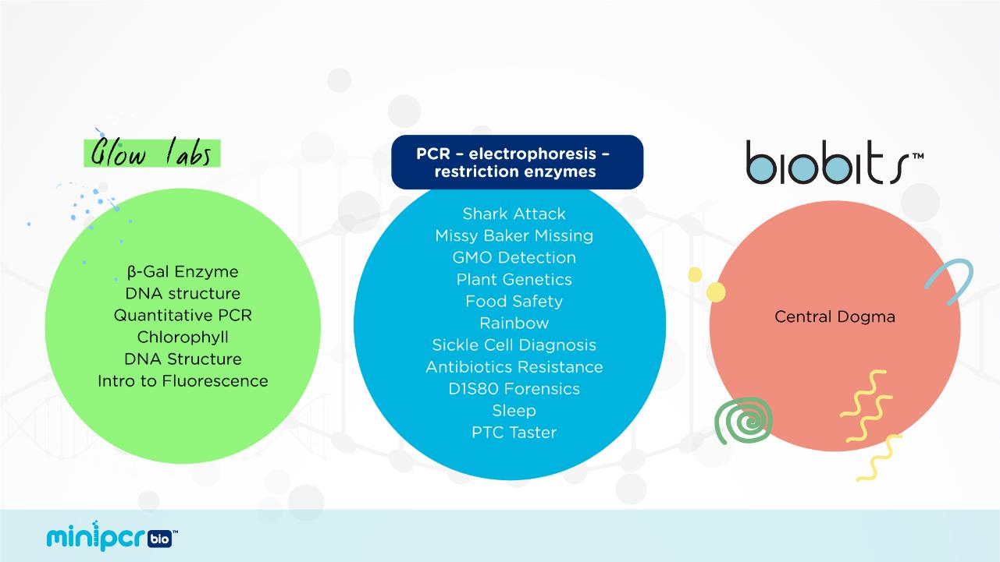 Glow labs
β-Gal Enzyme
DNA structure
Quantitative PCR
Chlorophyll
DNA Structure
Intro to Fluorescence
PCR – electrophoresis –
restriction enzymes
Shark Attack
Missy Baker Missing
GMO Detection
Plant Genetics
Food Safety
Rainbow
Sickle Cell Diagnosis
Antibiotics Resistance
D1S80 Forensics
Sleep
PTC Taster
biobits™
Central Dogma
minipcr bio™